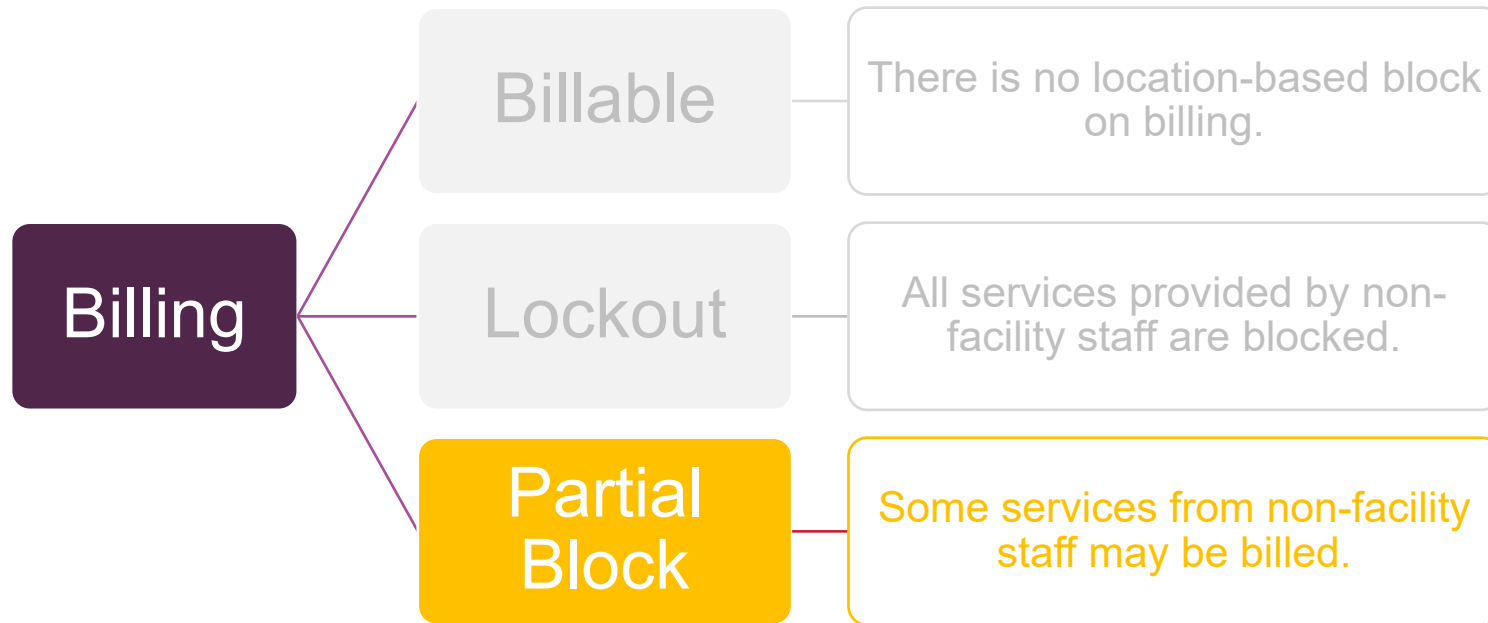 Billing
Billable
There is no location-based block
on billing.
Lockout
All services provided by non-
facility staff are blocked.
Partial
Block
Some services from non-facility
staff may be billed.